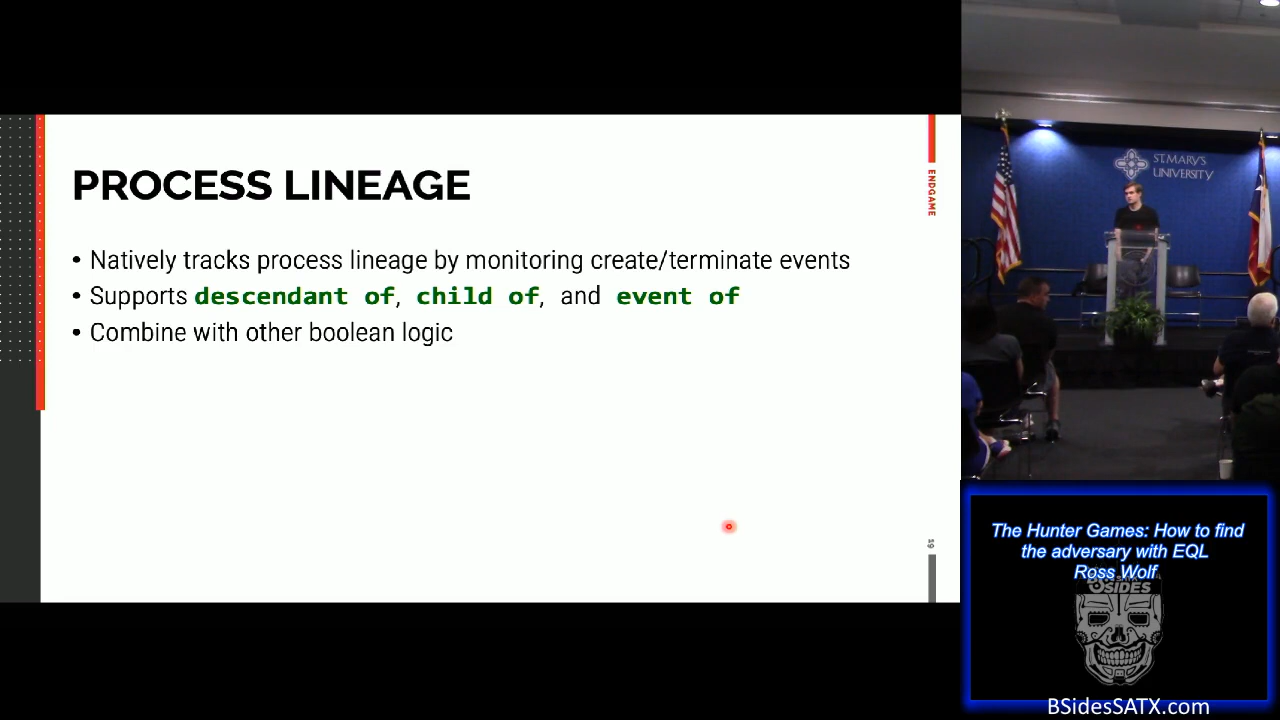 PROCESS LINEAGE
• Natively tracks process lineage by monitoring create/terminate events
• Supports descendant of, child of, and event of
• Combine with other boolean logic
ENDGAME
19
ST. MARY'S
UNIVERSITY
The Hunter Games: How to find
the adversary with EQL
Ross Wolf
BSIDES
BSidesSATX.com